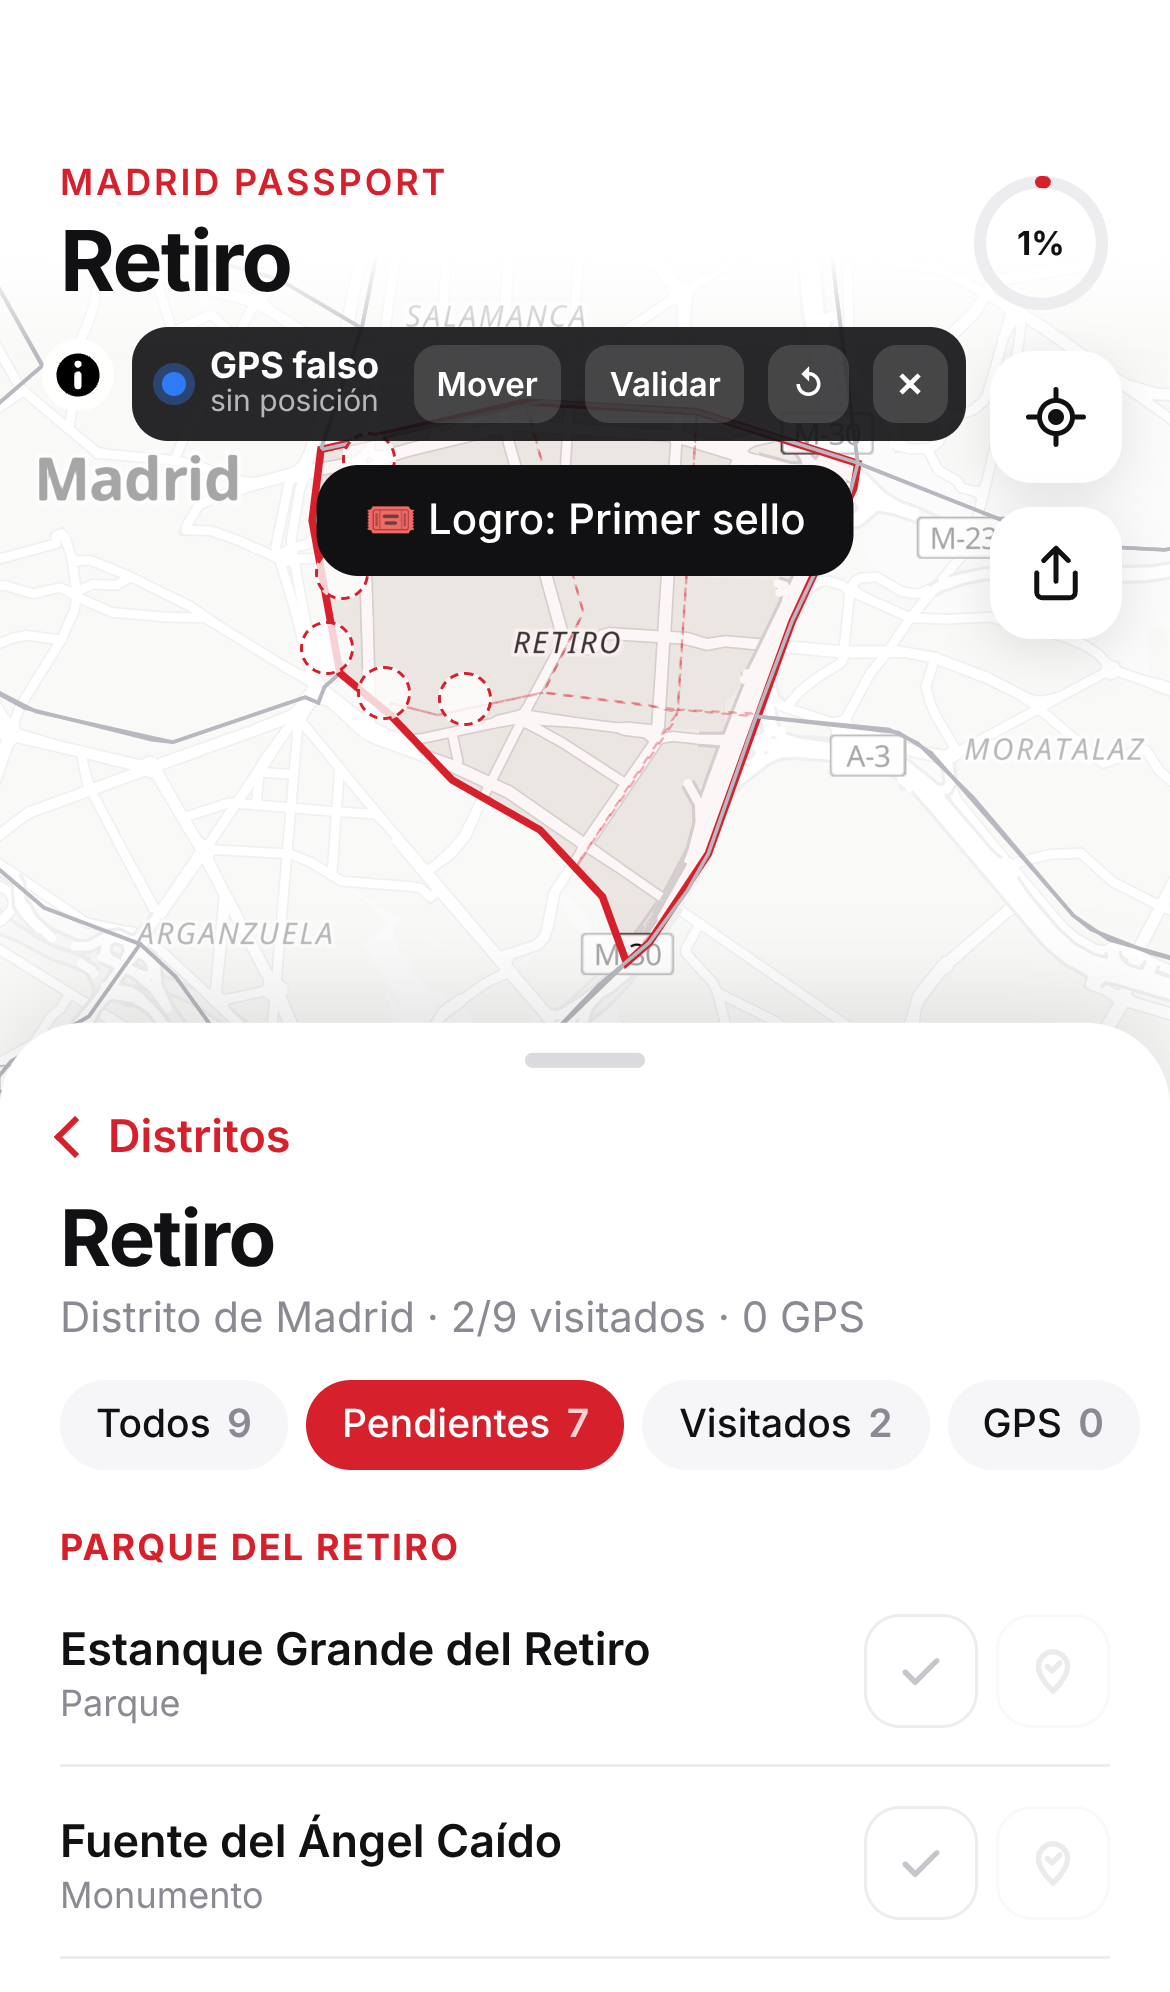 MADRID PASSPORT
Retiro
1%
SALAMANCA
GPS falso
sin posición
Mover
Validar
M-30
Madrid
Logro: Primer sello
M-23
RETIRO
A-3
MORATALAZ
ARGANZUELA
M-30
Distritos
Retiro
Distrito de Madrid · 2/9 visitados · 0 GPS
Todos 9
Pendientes 7
Visitados 2
GPS 0
PARQUE DEL RETIRO
Estanque Grande del Retiro
Parque
Fuente del Ángel Caído
Monumento